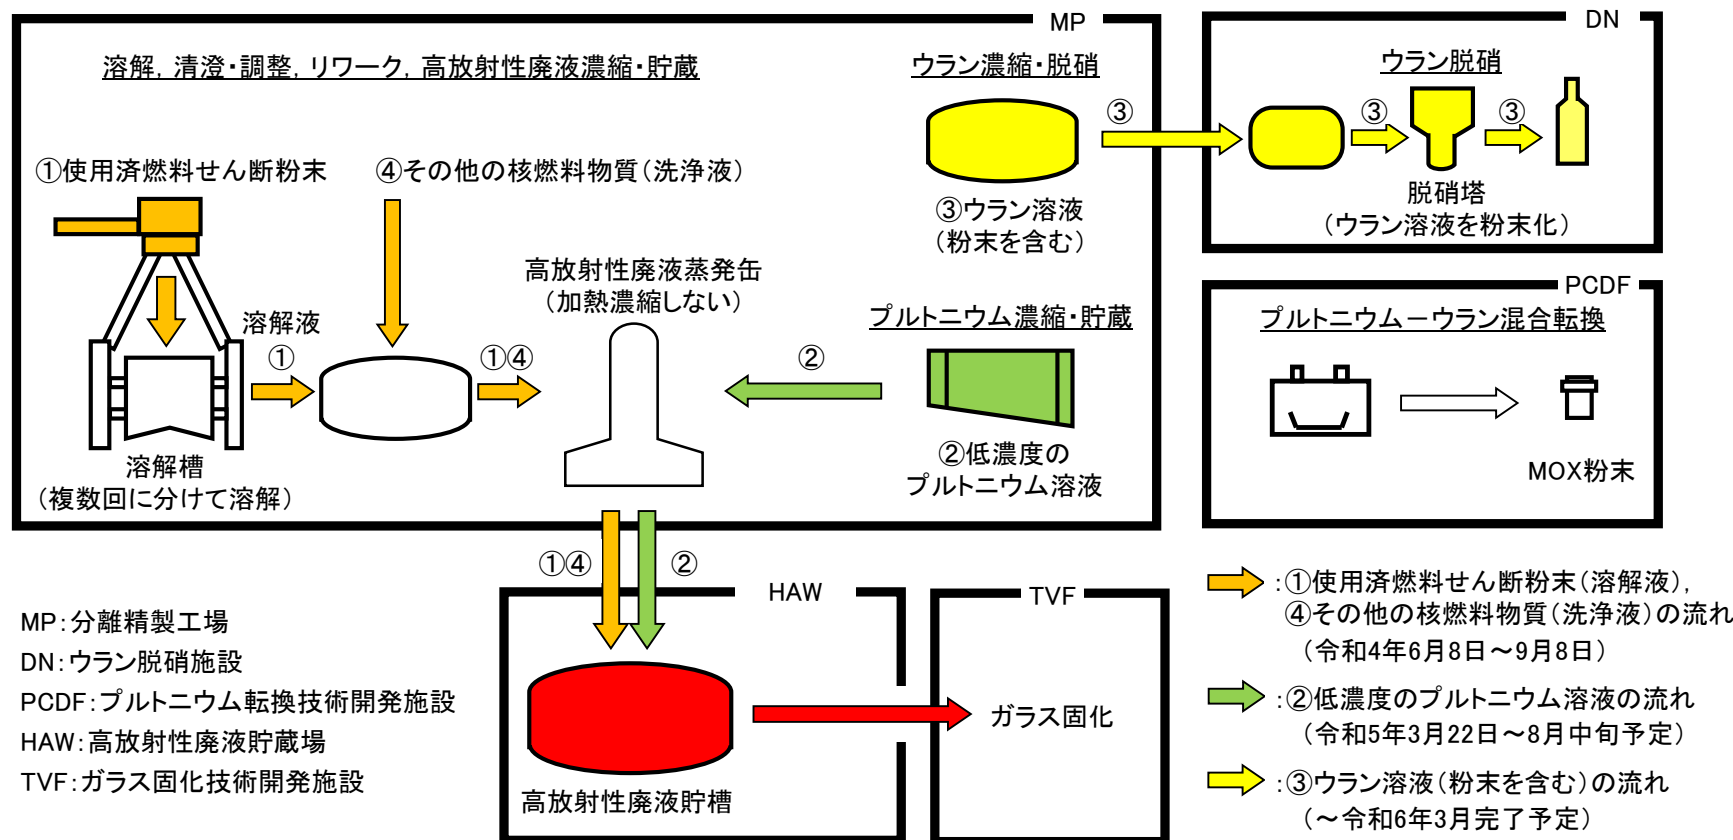 MP
溶解, 清澄・調整, リワーク, 高放射性廃液濃縮・貯蔵
ウラン濃縮・脱硝
③
①使用済燃料せん断粉末
④その他の核燃料物質(洗浄液)
③ウラン溶液
(粉末を含む)
高放射性廃液蒸発缶
(加熱濃縮しない)
溶解液
①
①④
プルトニウム濃縮・貯蔵
②
②低濃度の
プルトニウム溶液
溶解槽
(複数回に分けて溶解)
DN
ウラン脱硝
③
③
脱硝塔
(ウラン溶液を粉末化)
PCDF
プルトニウム－ウラン混合転換
MOX粉末
①④
②
HAW
高放射性廃液貯槽
TVF
ガラス固化
MP:分離精製工場
DN:ウラン脱硝施設
PCDF:プルトニウム転換技術開発施設
HAW:高放射性廃液貯蔵場
TVF:ガラス固化技術開発施設
:①使用済燃料せん断粉末(溶解液),
④その他の核燃料物質(洗浄液)の流れ
(令和4年6月8日～9月8日)
:②低濃度のプルトニウム溶液の流れ
(令和5年3月22日～8月中旬予定)
:③ウラン溶液(粉末を含む)の流れ
(～令和6年3月完了予定)